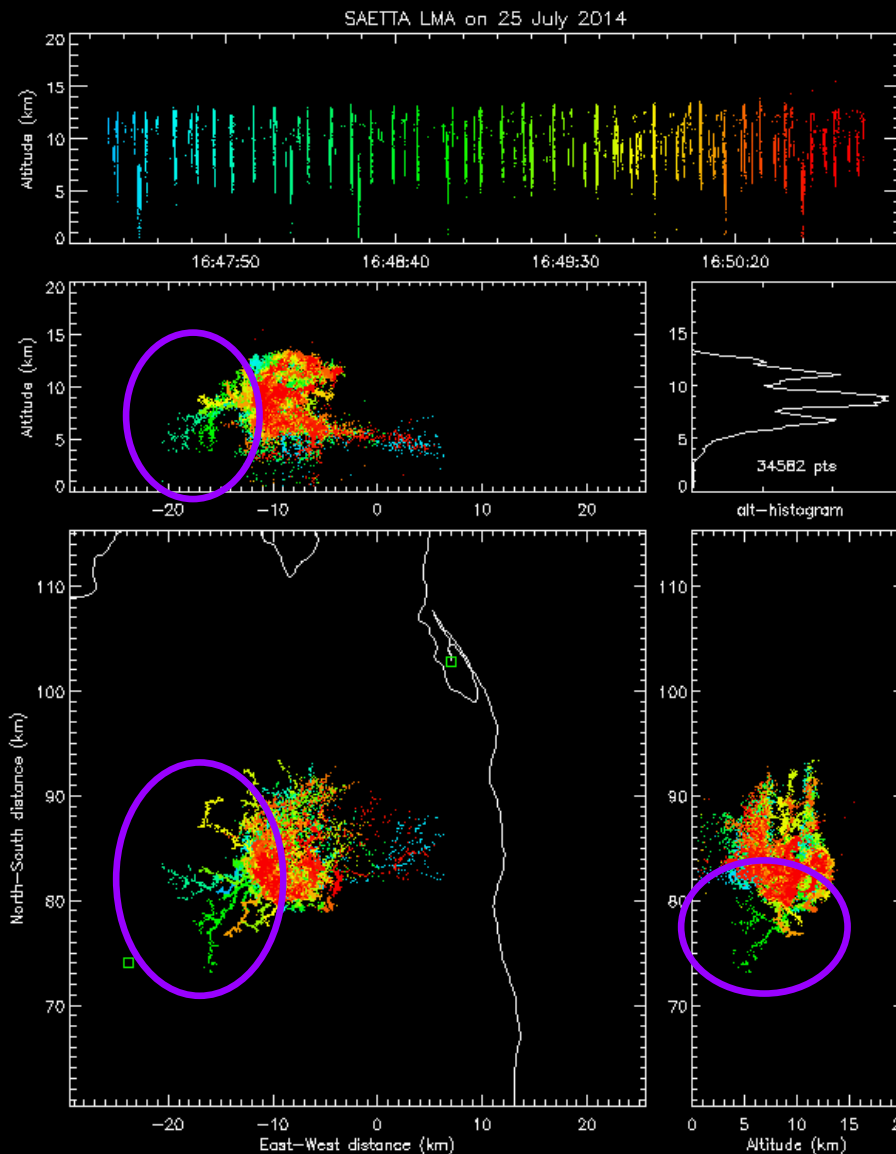 SAETTA LMA on 25 July 2014
20
15
10
5
0
Altitude (km)
16:47:50 16:48:40 16:49:30 16:50:20
20
15
10
5
0
Altitude (km)
-20 -10 0 10 20
15
10
5
0
34582 pts
alt-histogram
110
100
90
80
70
North-South distance (km)
-20 -10 0 10 20
East-West distance (km)
110
100
90
80
70
0 5 10 15
Altitude (km)